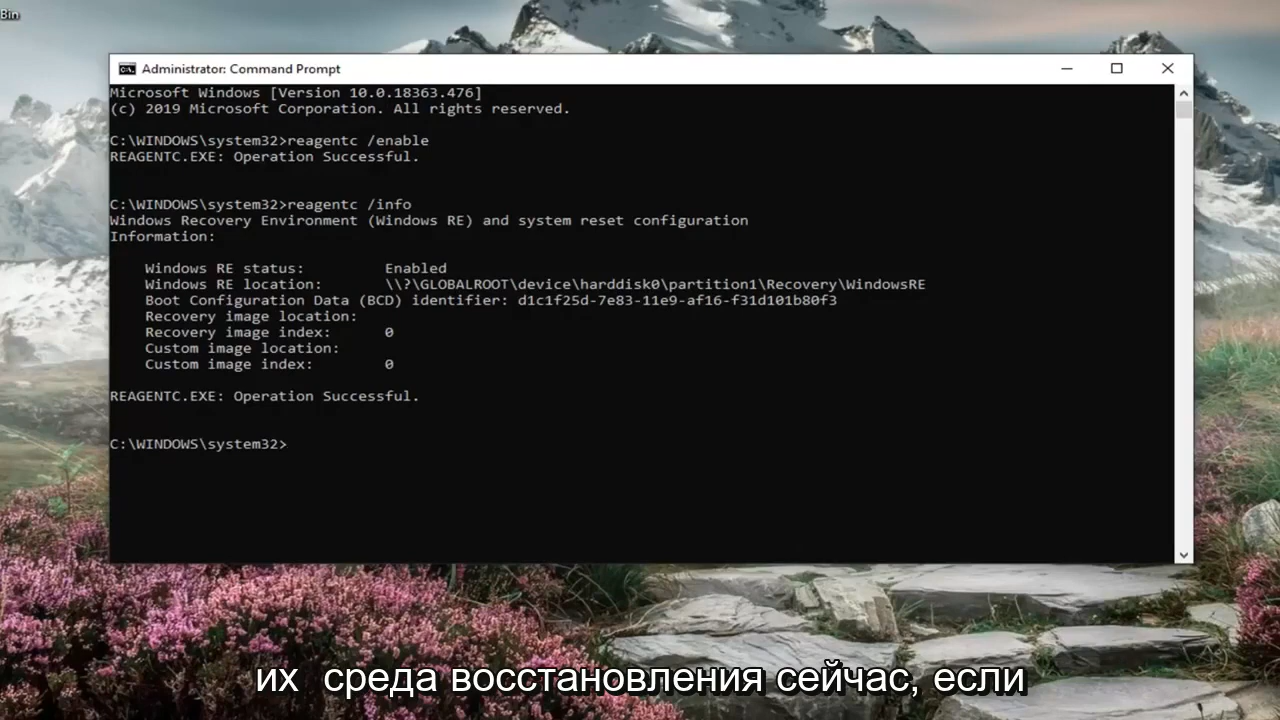 Bin
Administrator: Command Prompt
Microsoft Windows [Version 10.0.18363.476]
(c) 2019 Microsoft Corporation. All rights reserved.
C:\WINDOWS\system32>reagentc /enable
REAGENTC.EXE: Operation Successful.
C:\WINDOWS\system32>reagentc /info
Windows Recovery Environment (Windows RE) and system reset configuration
Information:
Windows RE status: Enabled
Windows RE location: \\?\GLOBALROOT\device\harddisk0\partition1\Recovery\WindowsRE
Boot Configuration Data (BCD) identifier: d1c1f25d-7e83-11e9-af16-f31d101b80f3
Recovery image location:
Recovery image index: 0
Custom image location:
Custom image index: 0
REAGENTC.EXE: Operation Successful.
C:\WINDOWS\system32>
их среда восстановления сейчас, если